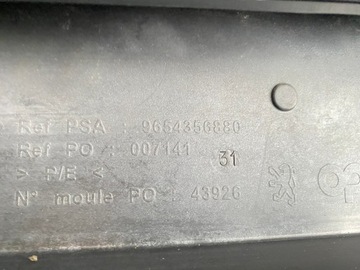 Ref PSA : 9654356880
Ref PO : 007141
31
> P/E <
N° moule PO : 43926